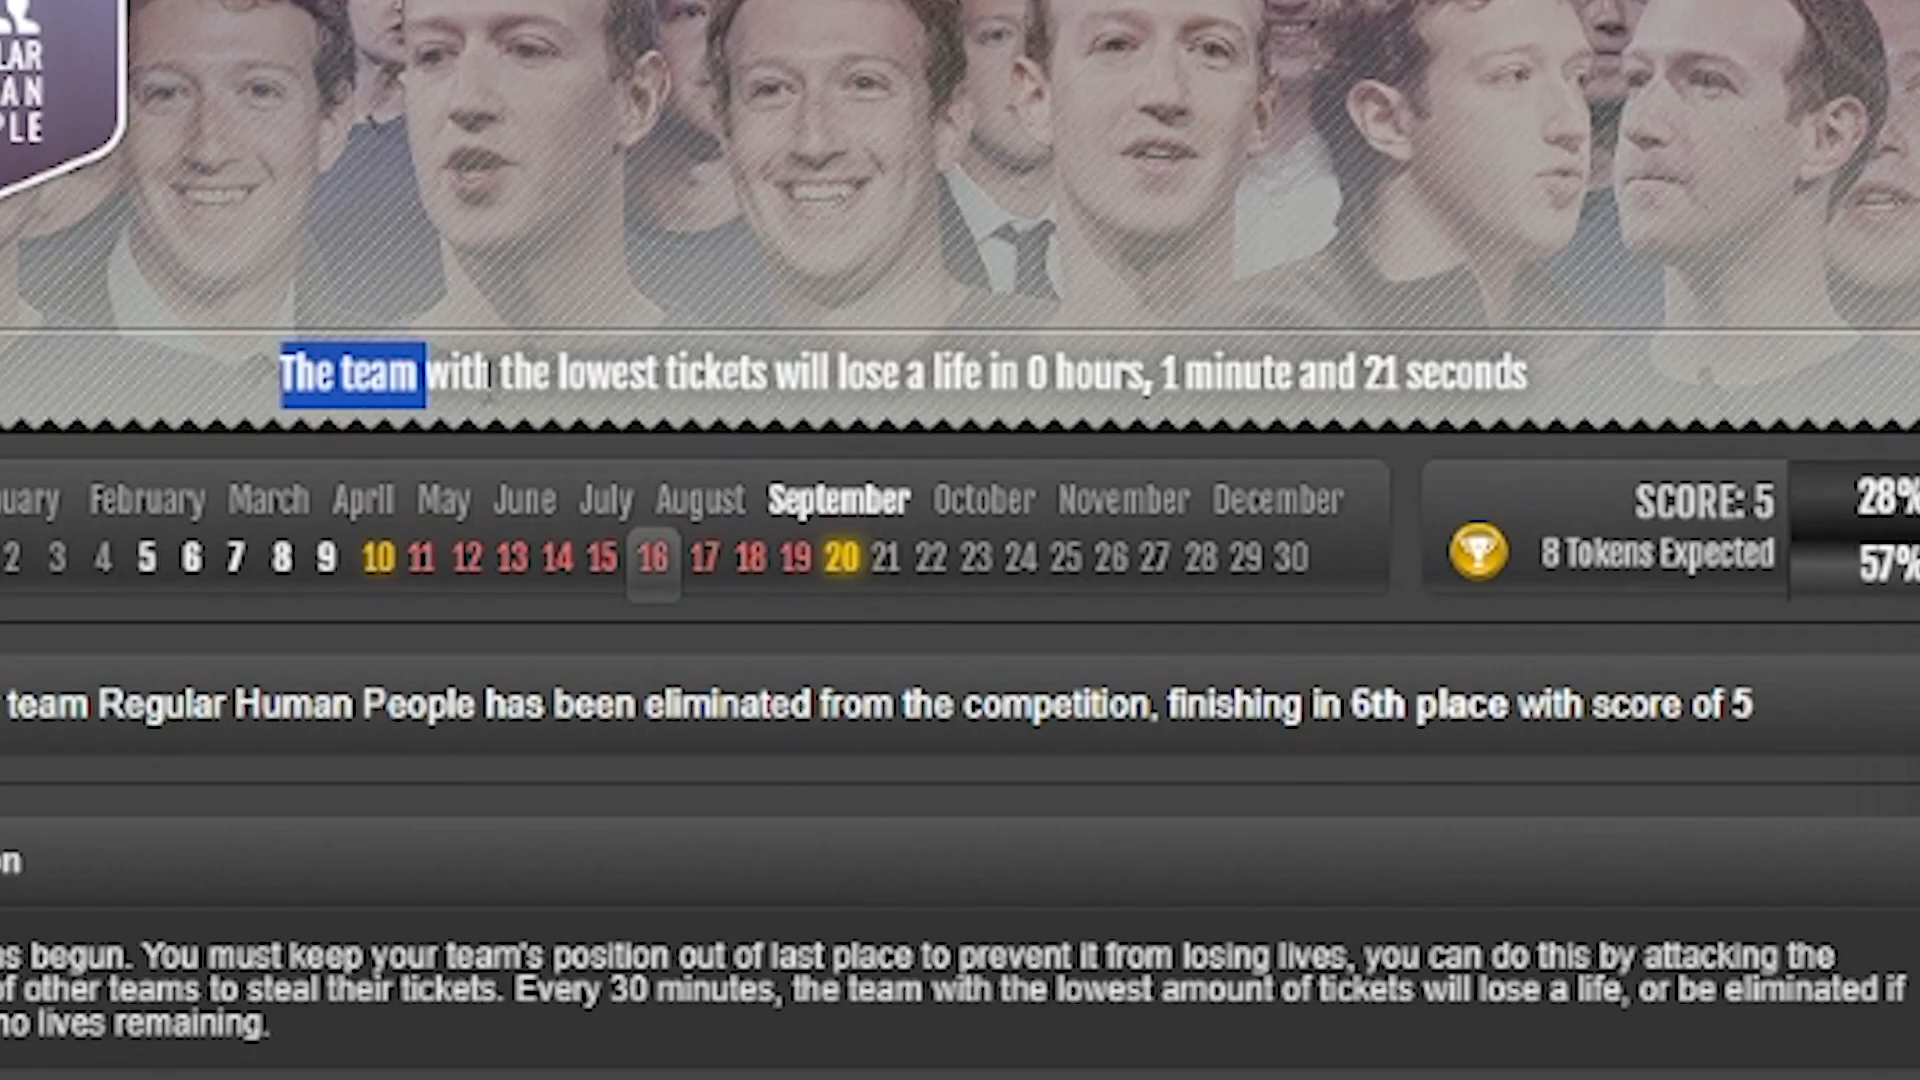 LAR
AN
PLE
The team with the lowest tickets will lose a life in 0 hours, 1 minute and 21 seconds
uary February March April May June July August September October November December
2 3 4 5 6 7 8 9 10 11 12 13 14 15 16 17 18 19 20 21 22 23 24 25 26 27 28 29 30
SCORE: 5
8 Tokens Expected
28%
57%
team Regular Human People has been eliminated from the competition, finishing in 6th place with score of 5
on
s begun. You must keep your team's position out of last place to prevent it from losing lives, you can do this by attacking the
of other teams to steal their tickets. Every 30 minutes, the team with the lowest amount of tickets will lose a life, or be eliminated if
no lives remaining.